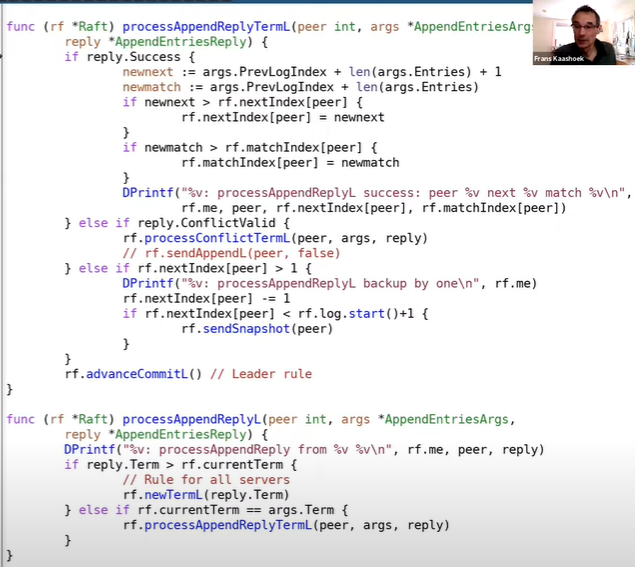 func (rf *Raft) processAppendReplyTermL(peer int, args *AppendEntriesArgs
reply *AppendEntriesReply) {
if reply.Success {
newnext := args.PrevLogIndex + len(args.Entries) + 1
newmatch := args.PrevLogIndex + len(args.Entries)
if newnext > rf.nextIndex[peer] {
rf.nextIndex[peer] = newnext
}
if newmatch > rf.matchIndex[peer] {
rf.matchIndex[peer] = newmatch
}
DPrintf("%v: processAppendReplyL success: peer %v next %v match %v\n",
rf.me, peer, rf.nextIndex[peer], rf.matchIndex[peer])
} else if reply.ConflictValid {
rf.processConflictTermL(peer, args, reply)
// rf.sendAppendL(peer, false)
} else if rf.nextIndex[peer] > 1 {
DPrintf("%v: processAppendReplyL backup by one\n", rf.me)
rf.nextIndex[peer] -= 1
if rf.nextIndex[peer] < rf.log.start()+1 {
rf.sendSnapshot(peer)
}
}
rf.advanceCommitL() // Leader rule
}
func (rf *Raft) processAppendReplyL(peer int, args *AppendEntriesArgs,
reply *AppendEntriesReply) {
DPrintf("%v: processAppendReply from %v %v\n", rf.me, peer, reply)
if reply.Term > rf.currentTerm {
// Rule for all servers
rf.newTermL(reply.Term)
} else if rf.currentTerm == args.Term {
rf.processAppendReplyTermL(peer, args, reply)
}
}
Frans Kaashoek